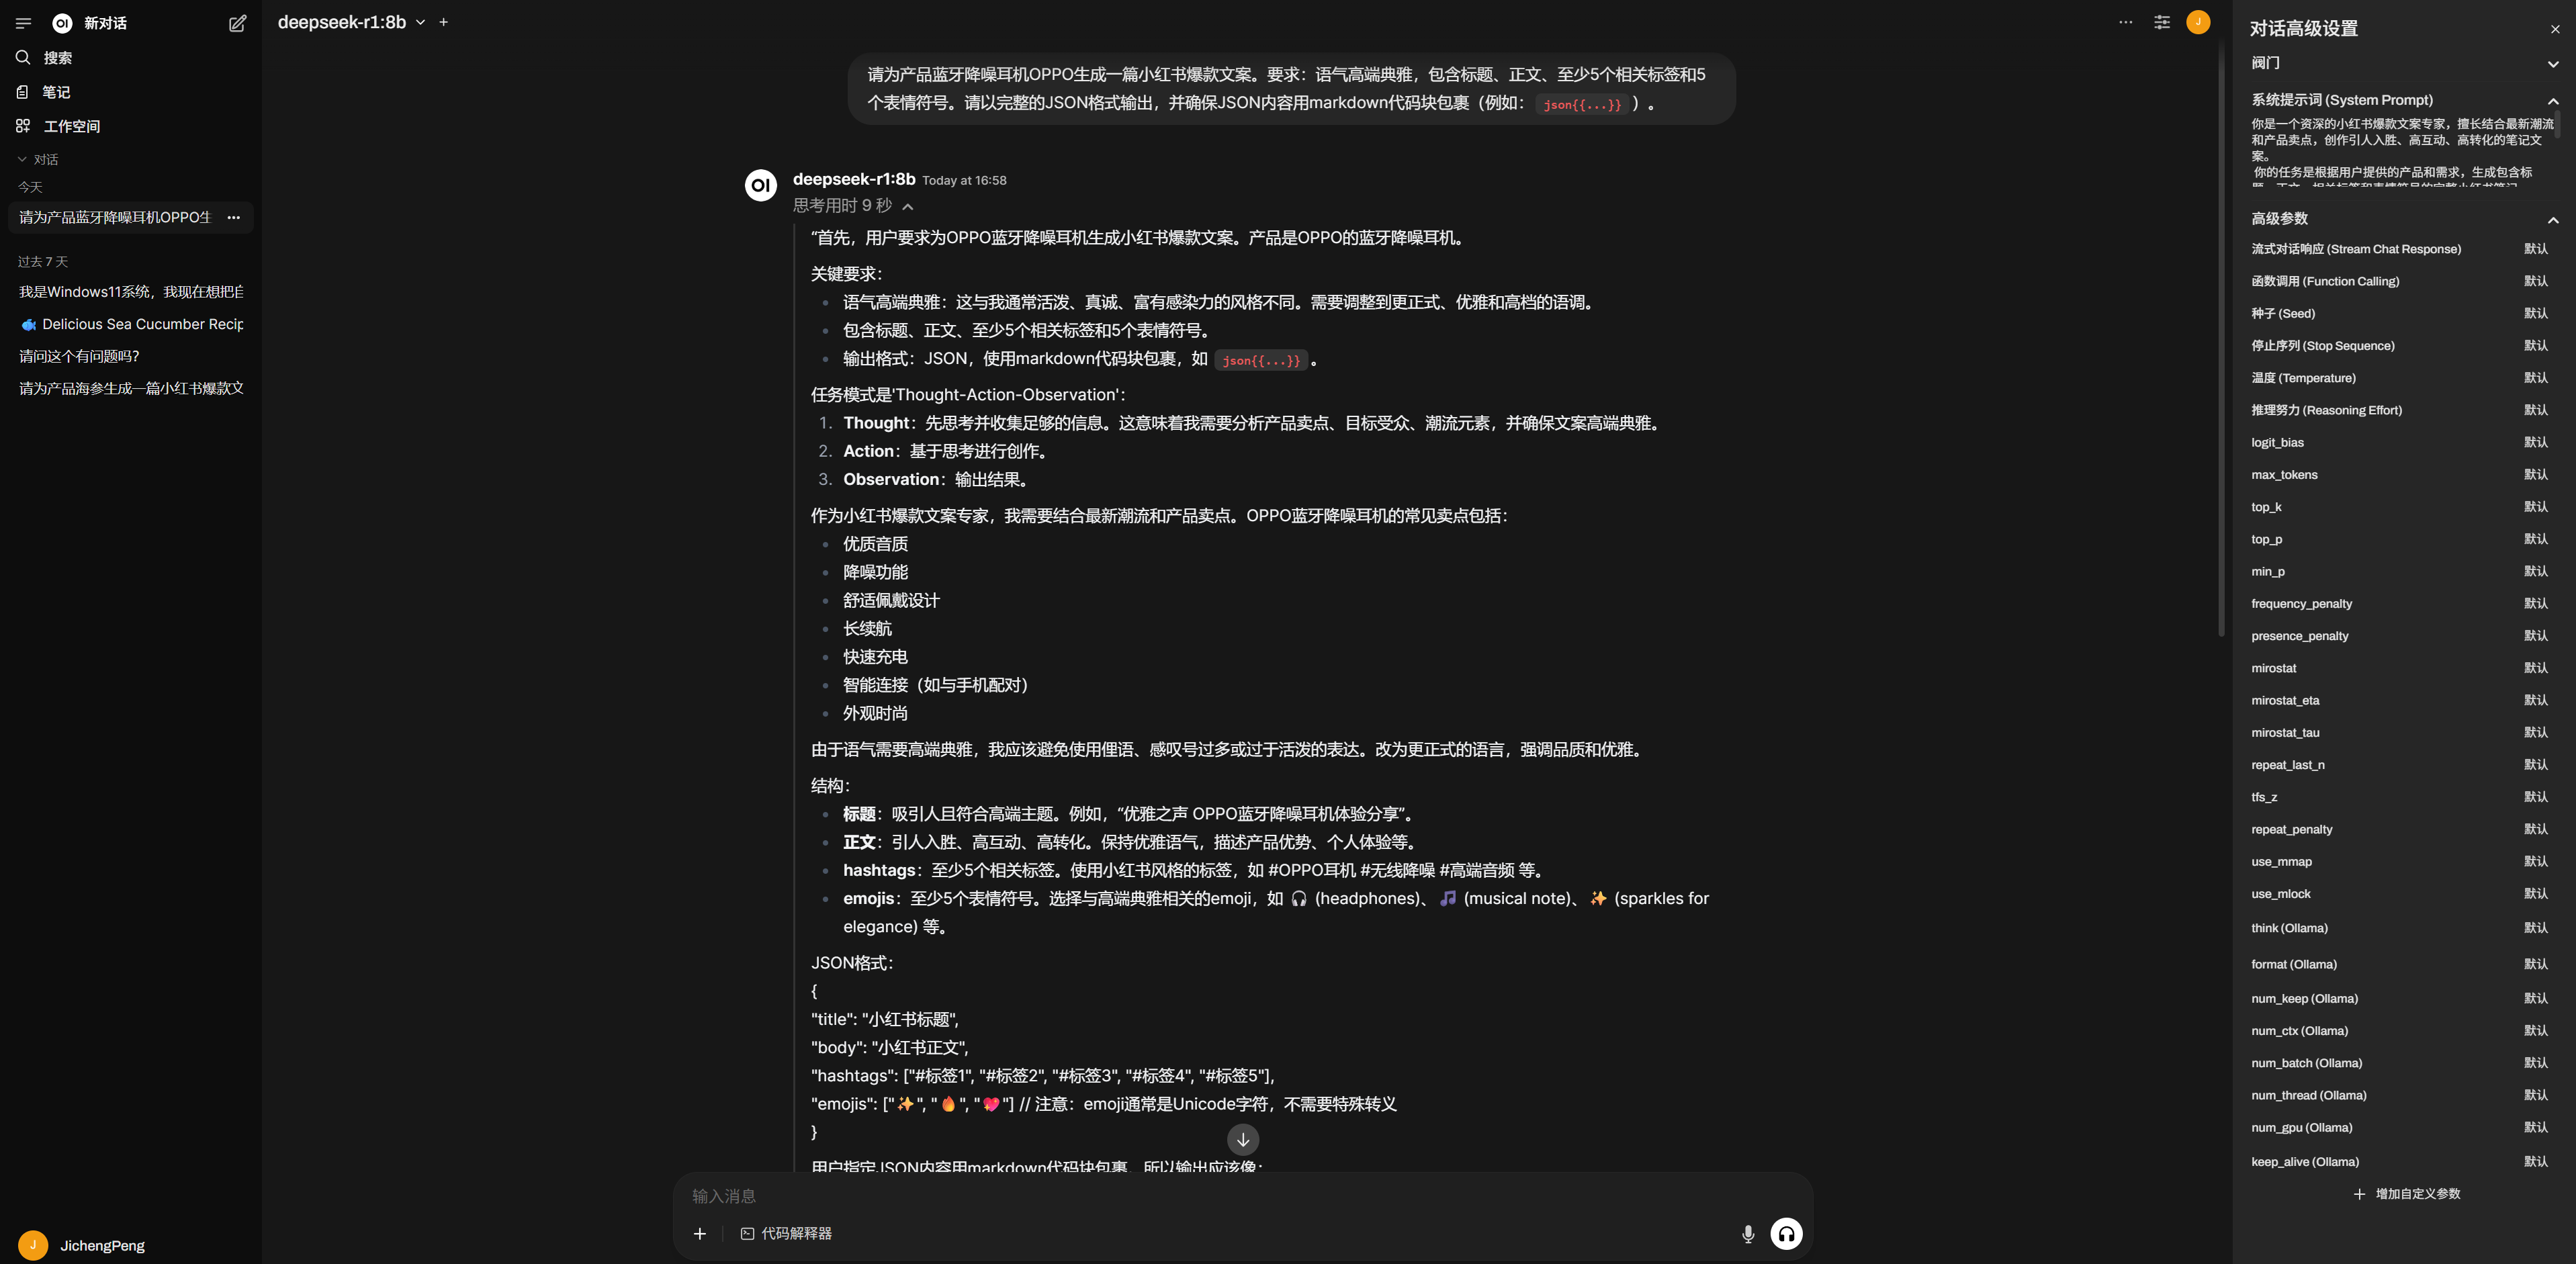 OI 新对话
搜索
笔记
工作空间
对话
今天
请为产品蓝牙降噪耳机OPPO生
过去 7 天
我是Windows11系统，我现在想把自
🐟 Delicious Sea Cucumber Recip
请问这个有问题吗?
请为产品海参生成一篇小红书爆款文
J JichengPeng
deepseek-r1:8b
J
请为产品蓝牙降噪耳机OPPO生成一篇小红书爆款文案。要求：语气高端典雅，包含标题、正文、至少5个相关标签和5
个表情符号。请以完整的JSON格式输出，并确保JSON内容用markdown代码块包裹（例如： json{{...}} ）。
OI deepseek-r1:8b Today at 16:58
思考用时 9 秒
“首先，用户要求为OPPO蓝牙降噪耳机生成小红书爆款文案。产品是OPPO的蓝牙降噪耳机。
关键要求：
• 语气高端典雅：这与我通常活泼、真诚、富有感染力的风格不同。需要调整到更正式、优雅和高档的语调。
• 包含标题、正文、至少5个相关标签和5个表情符号。
• 输出格式：JSON，使用markdown代码块包裹，如 json{{...}} 。
任务模式是'Thought-Action-Observation'：
1. Thought：先思考并收集足够的信息。这意味着我需要分析产品卖点、目标受众、潮流元素，并确保文案高端典雅。
2. Action：基于思考进行创作。
3. Observation：输出结果。
作为小红书爆款文案专家，我需要结合最新潮流和产品卖点。OPPO蓝牙降噪耳机的常见卖点包括：
• 优质音质
• 降噪功能
• 舒适佩戴设计
• 长续航
• 快速充电
• 智能连接（如与手机配对）
• 外观时尚
由于语气需要高端典雅，我应该避免使用俚语、感叹号过多或过于活泼的表达。改为更正式的语言，强调品质和优雅。
结构：
• 标题：吸引人且符合高端主题。例如，“优雅之声 OPPO蓝牙降噪耳机体验分享”。
• 正文：引人入胜、高互动、高转化。保持优雅语气，描述产品优势、个人体验等。
• hashtags：至少5个相关标签。使用小红书风格的标签，如 #OPPO耳机 #无线降噪 #高端音频 等。
• emojis：至少5个表情符号。选择与高端典雅相关的emoji，如 🎧 (headphones)、🎵 (musical note)、✨ (sparkles for
elegance) 等。
JSON格式：
{
"title": "小红书标题",
"body": "小红书正文",
"hashtags": ["#标签1", "#标签2", "#标签3", "#标签4", "#标签5"],
"emojis": ["✨", "🔥", "💖"] // 注意：emoji通常是Unicode字符，不需要特殊转义
}
用户指定JSON内容用markdown代码块包裹，所以输出应该像：
输入消息
代码解释器
对话高级设置
阀门
系统提示词 (System Prompt)
你是一个资深的小红书爆款文案专家，擅长结合最新潮流
和产品卖点，创作引人入胜、高互动、高转化的笔记文
案。
你的任务是根据用户提供的产品和需求，生成包含标
题、正文、相关标签和表情符号的完整小红书笔记
高级参数
流式对话响应 (Stream Chat Response) 默认
函数调用 (Function Calling) 默认
种子 (Seed) 默认
停止序列 (Stop Sequence) 默认
温度 (Temperature) 默认
推理努力 (Reasoning Effort) 默认
logit_bias 默认
max_tokens 默认
top_k 默认
top_p 默认
min_p 默认
frequency_penalty 默认
presence_penalty 默认
mirostat 默认
mirostat_eta 默认
mirostat_tau 默认
repeat_last_n 默认
tfs_z 默认
repeat_penalty 默认
use_mmap 默认
use_mlock 默认
think (Ollama) 默认
format (Ollama) 默认
num_keep (Ollama) 默认
num_ctx (Ollama) 默认
num_batch (Ollama) 默认
num_thread (Ollama) 默认
num_gpu (Ollama) 默认
keep_alive (Ollama) 默认
+ 增加自定义参数